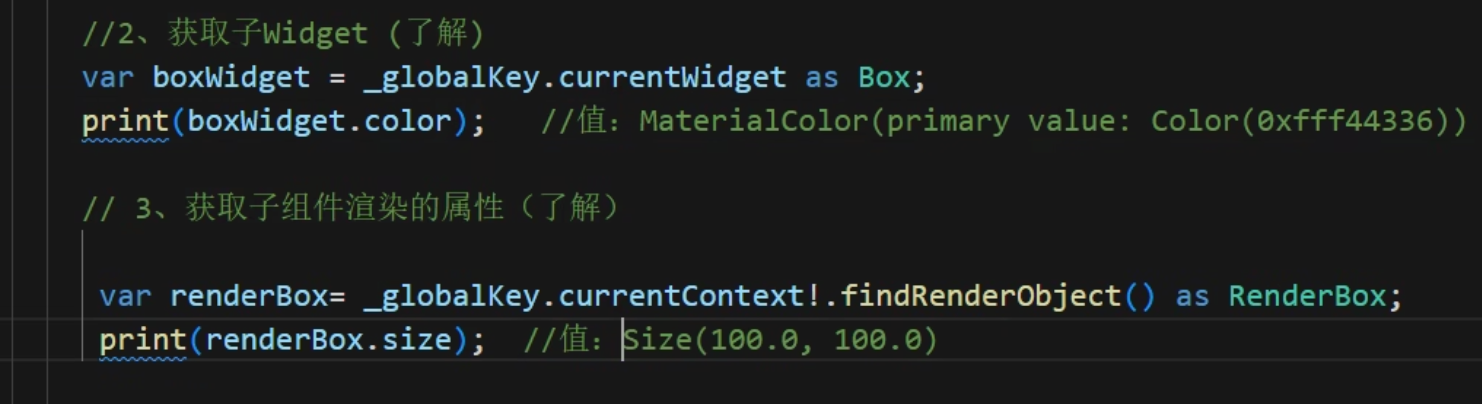 //2、获取子Widget (了解)
var boxWidget = _globalKey.currentWidget as Box;
print(boxWidget.color);   //值：MaterialColor(primary value: Color(0xfff44336))
// 3、获取子组件渲染的属性（了解）
var renderBox= _globalKey.currentContext!.findRenderObject() as RenderBox;
print(renderBox.size);  //值：Size(100.0, 100.0)